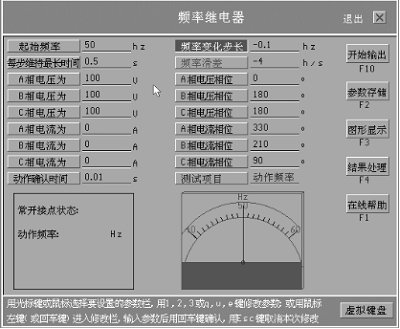 频率继电器
退出
起始频率 50 hz 频率变化步长 -0.1 hz
每步维持最长时间 0.5 s 频率滑差 -4 h/s
A相电压为 100 U A相电压相位 0 °
B相电压为 100 U B相电压相位 180 °
C相电压为 100 U C相电压相位 180 °
A相电流为 0 A A相电流相位 330 °
B相电流为 0 A B相电流相位 210 °
C相电流为 0 A C相电流相位 90 °
动作确认时间 0.01 s 测试项目 动作频率
开始输出
F10
参数存储
F2
图形显示
F3
结果处理
F4
在线帮助
F1
常开接点状态:
动作频率: Hz
Hz
50
用光标键或鼠标选择要设置的参数栏,用1,2,3或q,u,e键修改参数;或用鼠标
左键(或回车键)进入修改栏,输入参数后用回车键确认,用Esc键取消本次修改
虚拟键盘